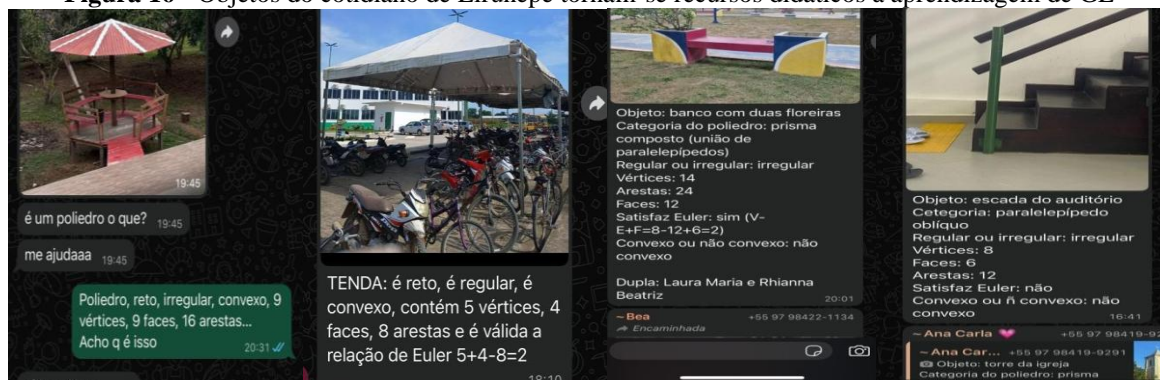 Figura 10 - Objetos do cotidiano de Eirunepé tornam-se recursos didáticos à aprendizagem de GE
19:45
é um poliedro o que? 19:45
me ajudaaa 19:45
Poliedro, reto, irregular, convexo, 9
vértices, 9 faces, 16 arestas...
Acho q é isso
20:31
TENDA: é reto, é regular, é
convexo, contém 5 vértices, 4
faces, 8 arestas e é válida a
relação de Euler 5+4-8=2
18:10
Objeto: banco com duas floreiras
Categoria do poliedro: prisma
composto (união de
paralelepípedos)
Regular ou irregular: irregular
Vértices: 14
Arestas: 24
Faces: 12
Satisfaz Euler: sim (V-
E+F=8-12+6=2)
Convexo ou não convexo: não
convexo
Dupla: Laura Maria e Rhianna
Beatriz
20:01
~Bea +55 97 98422-1134
Encaminhada
Objeto: escada do auditório
Cetegoria: paralelepípedo
oblíquo
Regular ou irregular: irregular
Vértices: 8
Faces: 6
Arestas: 12
Satisfaz Euler: não
Convexo ou ñ convexo: não
convexo
16:41
~Ana Carla +55 97 98419-92
~Ana Car... +55 97 98419-9291
Objeto: torre da igreja
Categoria do poliedro: prisma